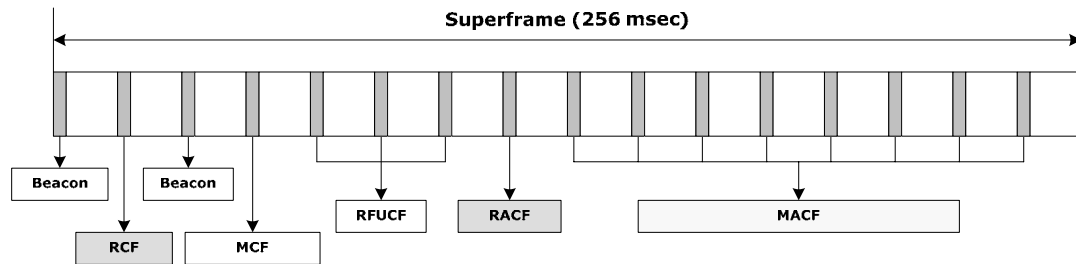 Superframe (256 msec)
Beacon
Beacon
RFUCF
RACF
MACF
RCF
MCF